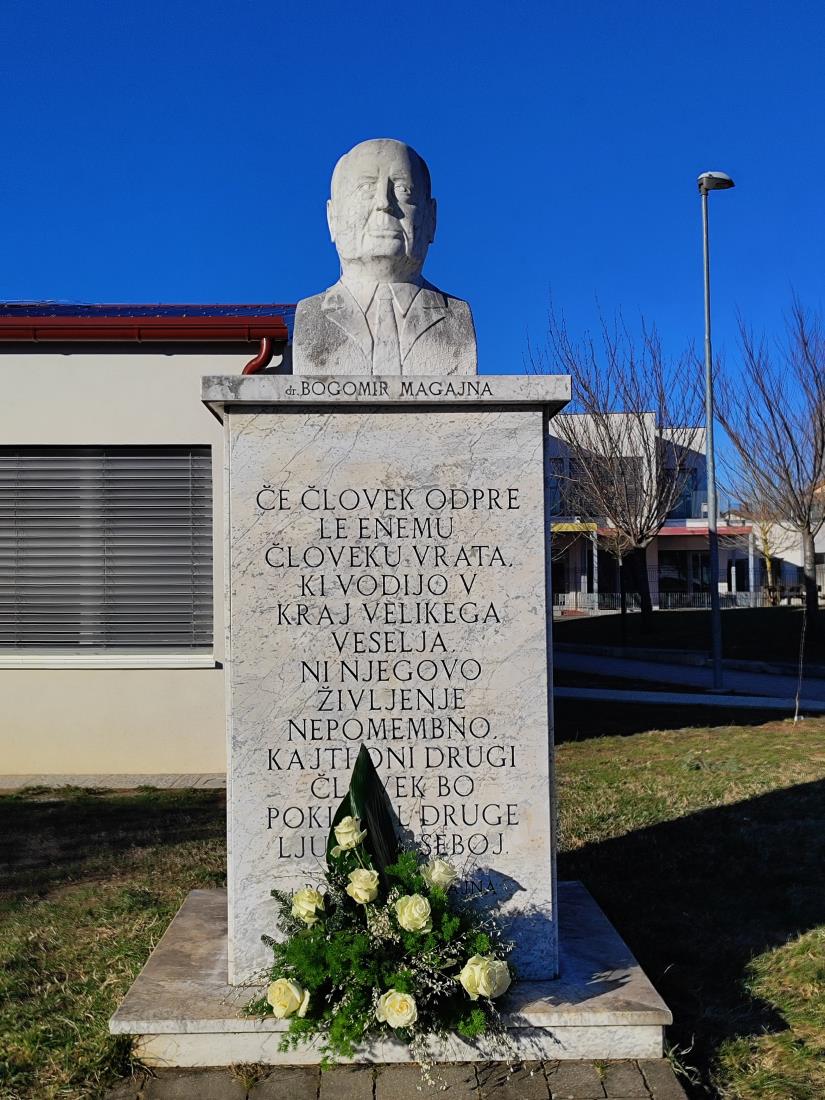 dr. BOGOMIR MAGAJNA
ČE ČLOVEK ODPRE
LE ENEMU
ČLOVEKU VRATA,
KI VODIJO V
KRAJ VELIKEGA
VESELJA,
NI NJEGOVO
ŽIVLJENJE
NEPOMEMBNO,
KAJTI ONI DRUGI
ČLOVEK BO
DRUGE
SEBOJ.